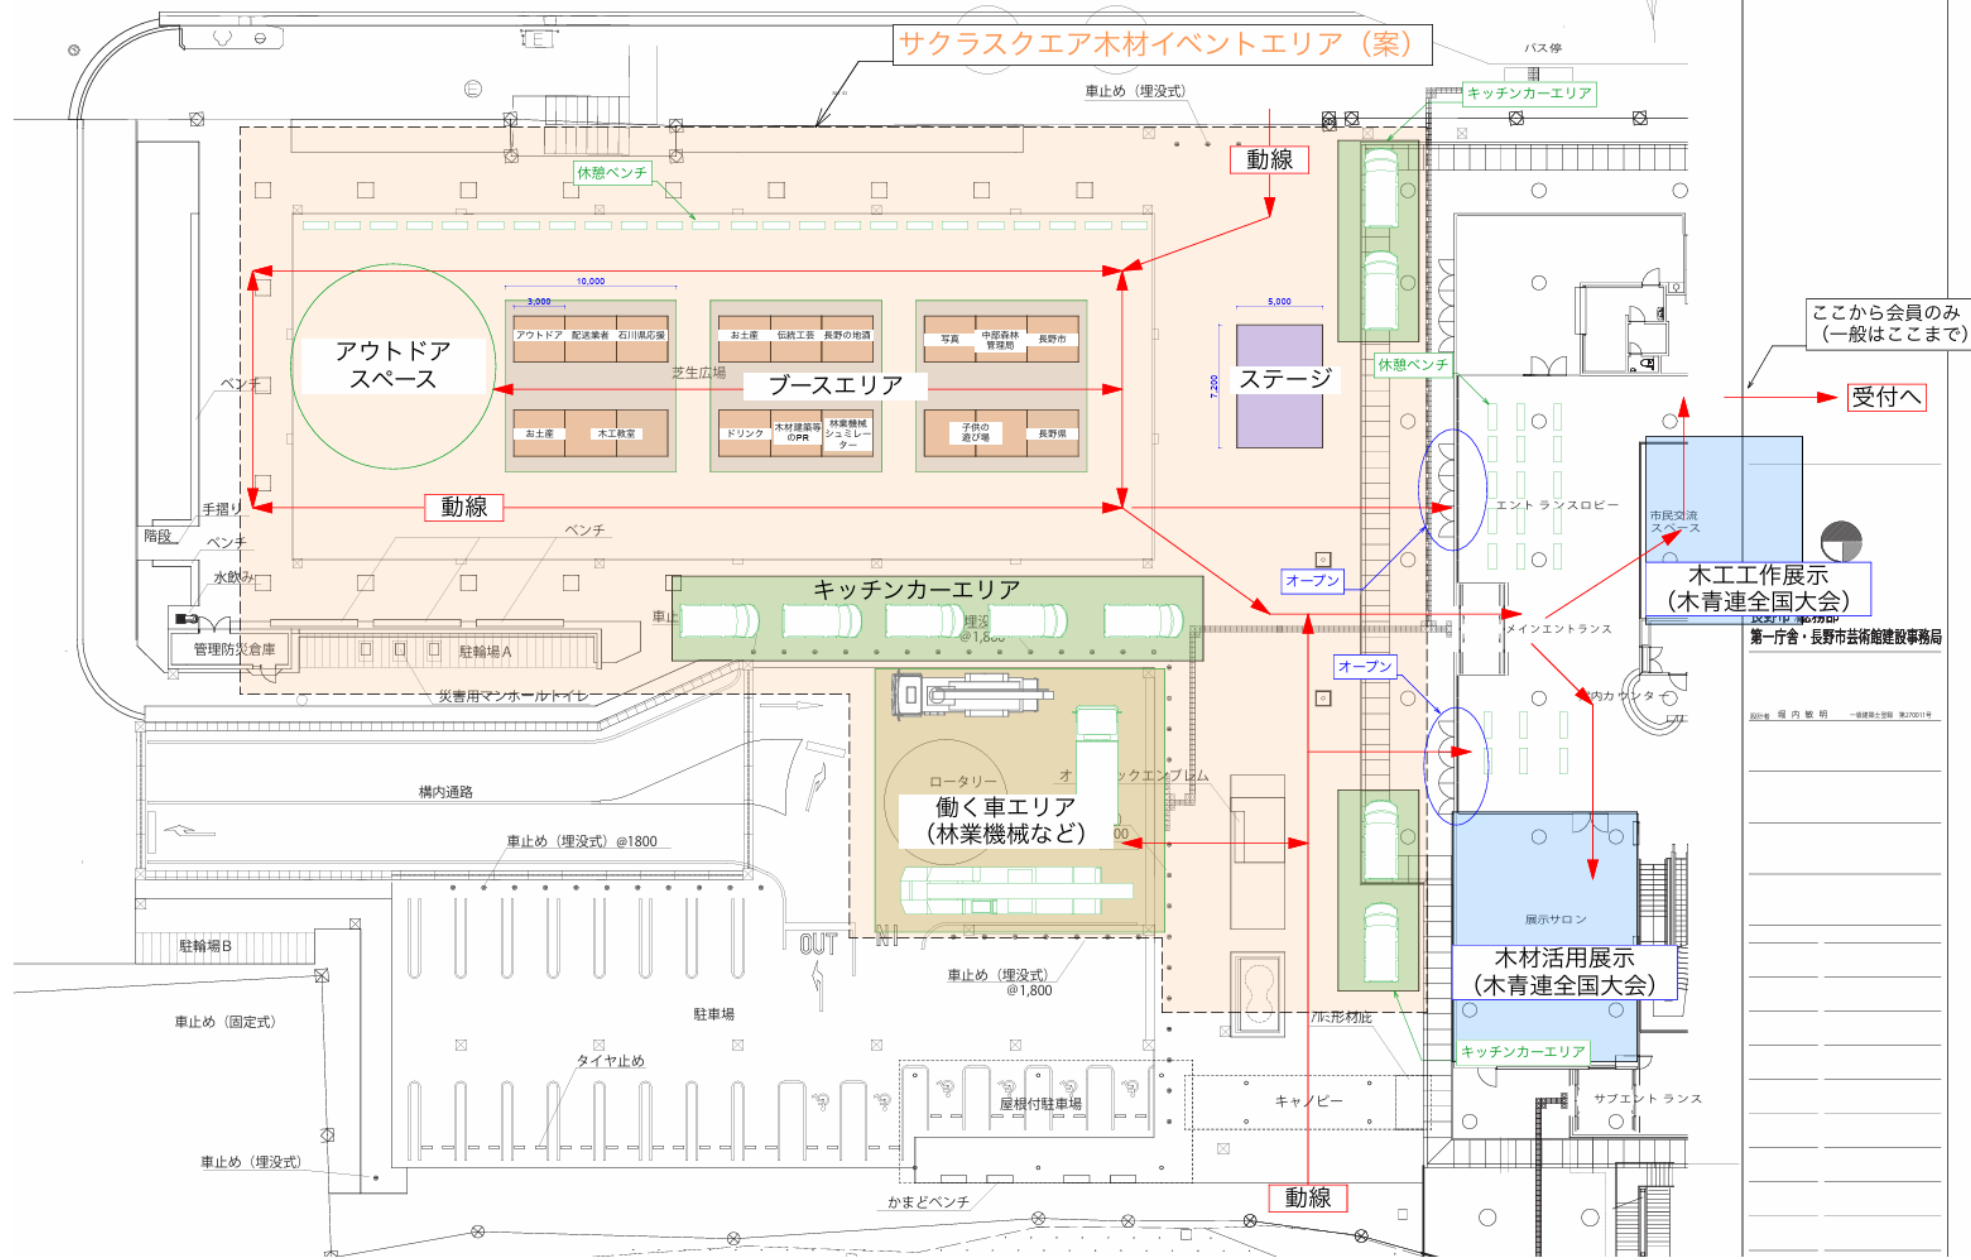 サクラスクエア木材イベントエリア（案）
バス停
車止め（埋没式）
キッチンカーエリア
E
E
動線
休憩ベンチ
10,000
3,000
5,000
7,200
アウトドア
配送業者
石川県応援
お土産
伝統工芸
長野の地酒
写真
中部森林
管理局
長野市
アウトドア
スペース
芝生広場
ブースエリア
ステージ
休憩ベンチ
ここから会員のみ
（一般はここまで）
受付へ
ベンチ
お土産
木工教室
ドリンク
木材建築等
のPR
林業機械
シュミレー
ター
子供の
遊び場
長野県
動線
手摺り
階段
ベンチ
ベンチ
水飲み
エントランスロビー
市民交流
スペース
オープン
木工工作展示
（木青連全国大会）
キッチンカーエリア
メインエントランス
第一庁舎・長野市芸術館建設事務局
管理防災倉庫
駐輪場A
災害用マンホールトイレ
オープン
設計者 堀内敏明
構内通路
ロータリー
働く車エリア
（林業機械など）
車止め（埋没式）@1800
展示サロン
駐輪場B
OUT
IN
車止め（埋没式）
@1,800
木材活用展示
（木青連全国大会）
車止め（固定式）
駐車場
アルミ形材庇
キッチンカーエリア
タイヤ止め
屋根付駐車場
キャノピー
サブエントランス
車止め（埋没式）
かまどベンチ
動線